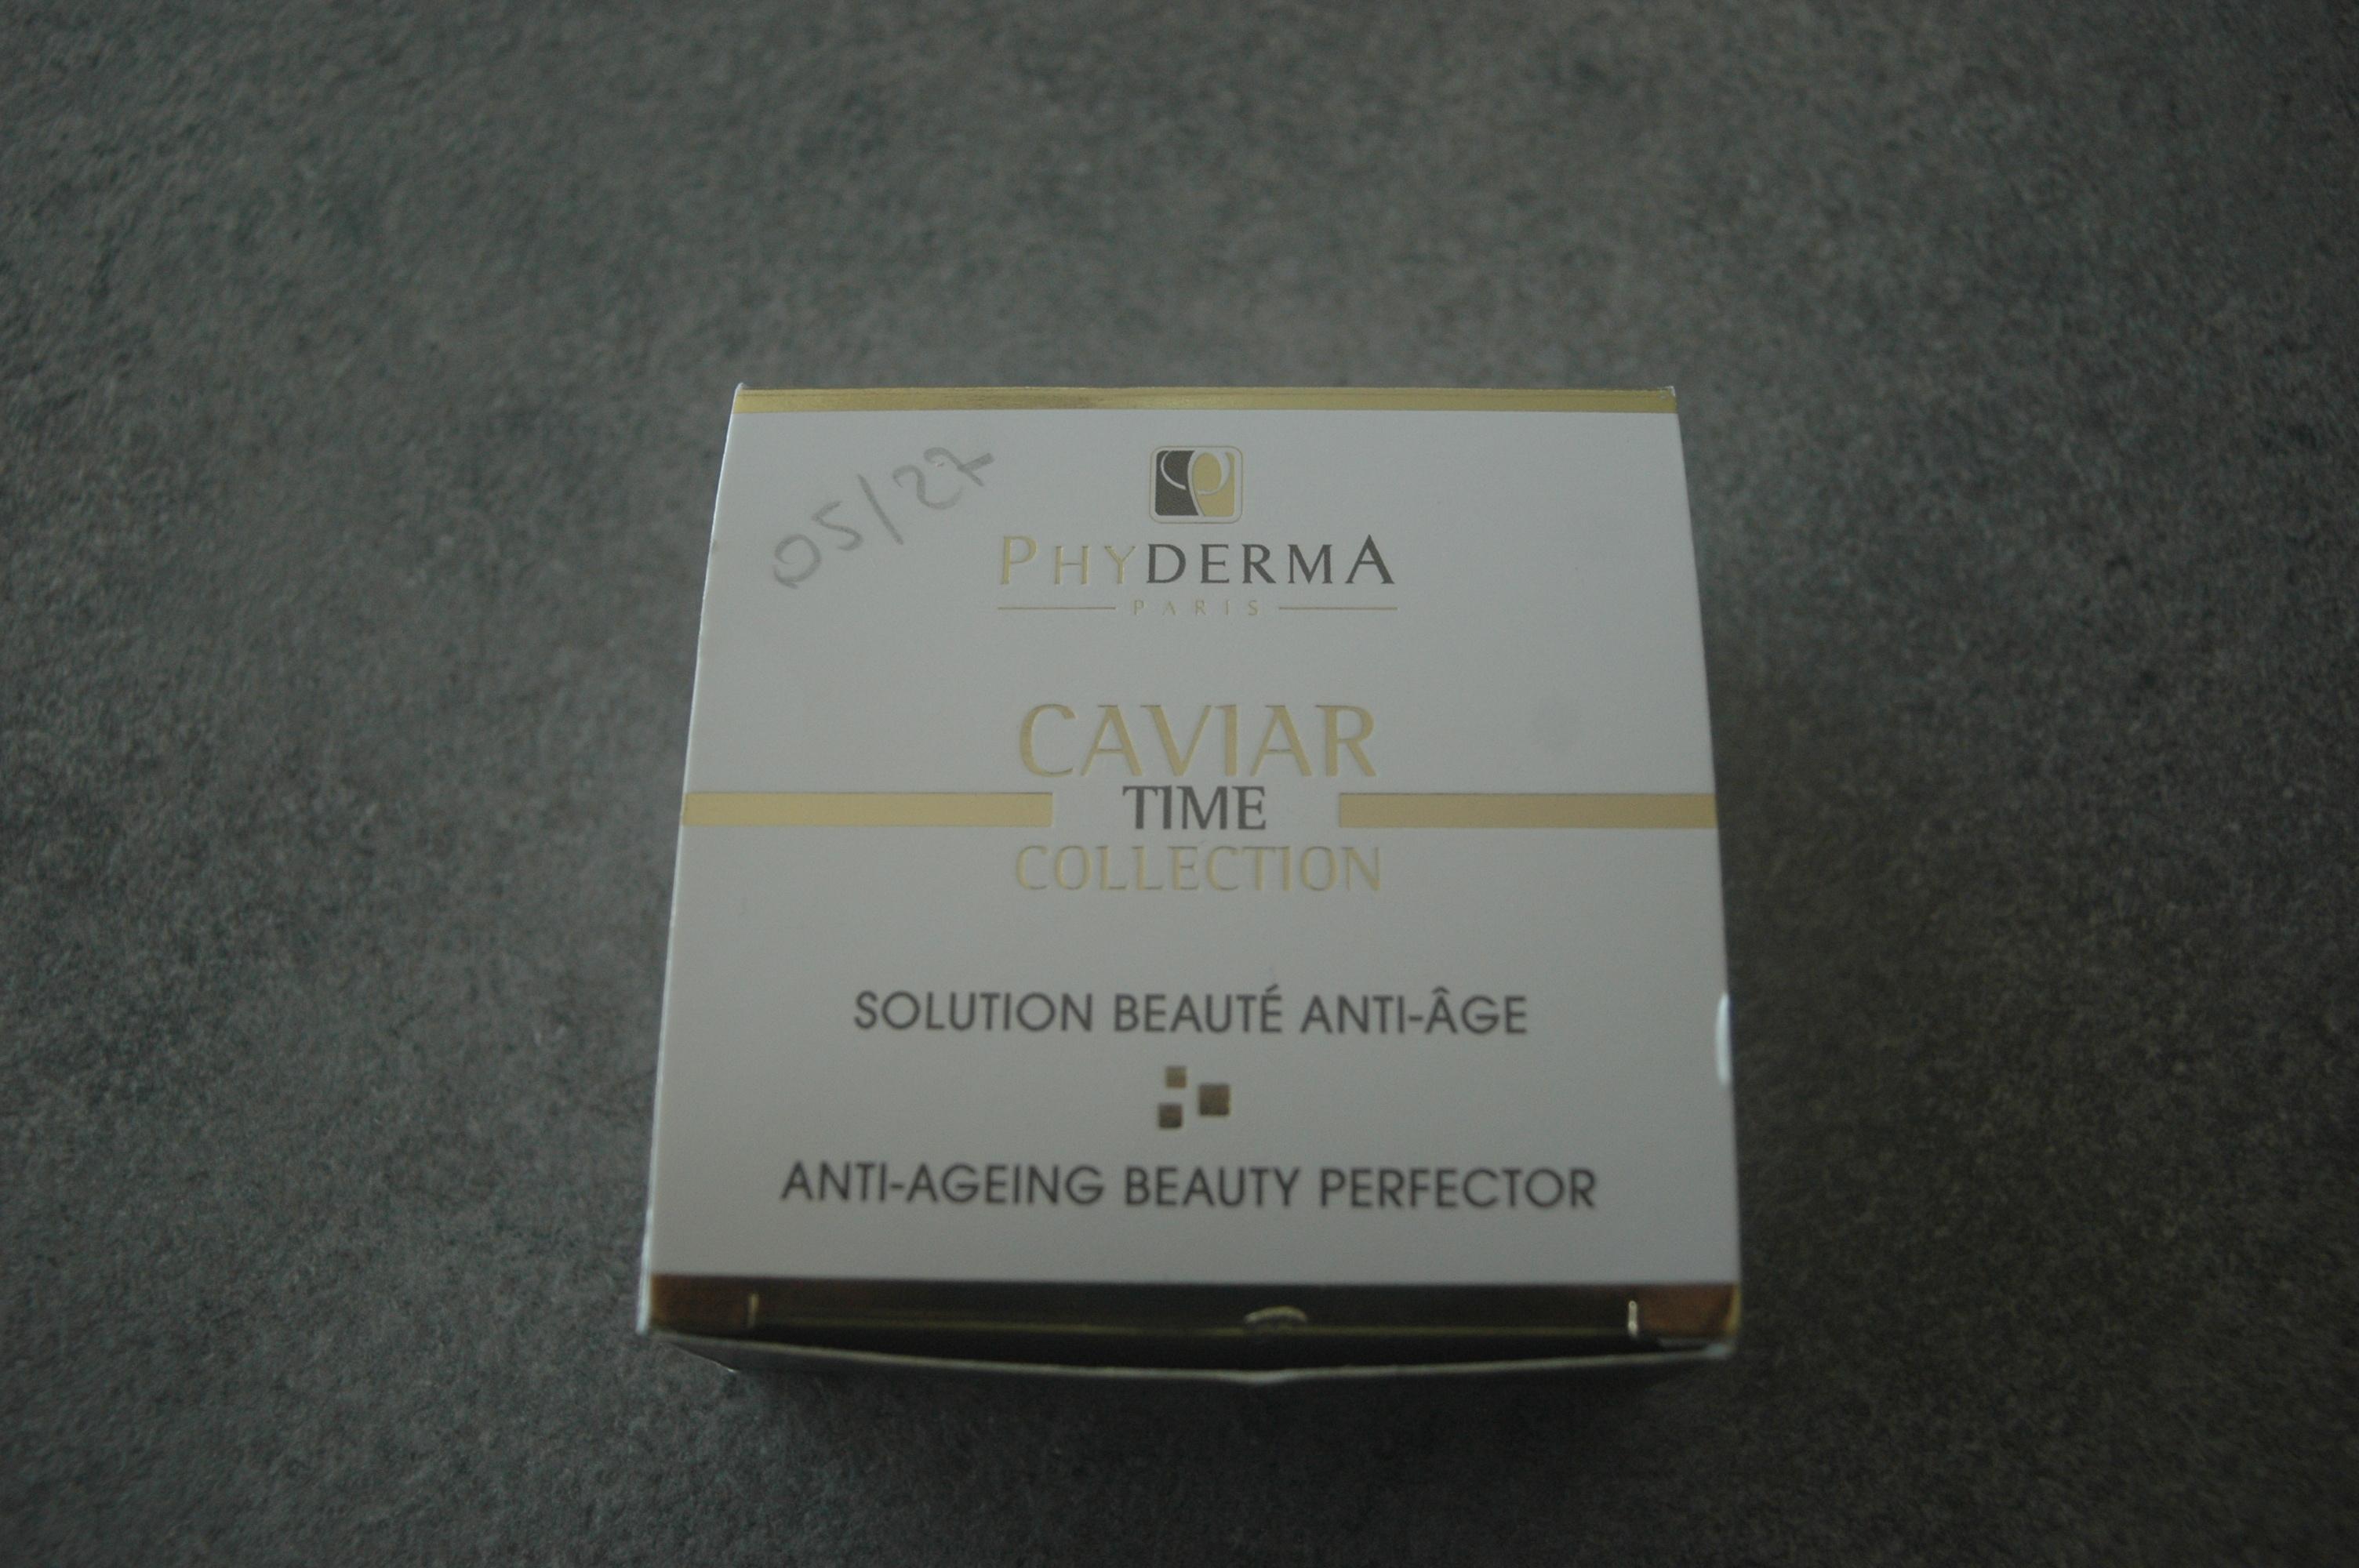 05/27
PHYDERMA
PARIS
CAVIAR
TIME
COLLECTION
SOLUTION BEAUTÉ ANTI-ÂGE
ANTI-AGEING BEAUTY PERFECTOR